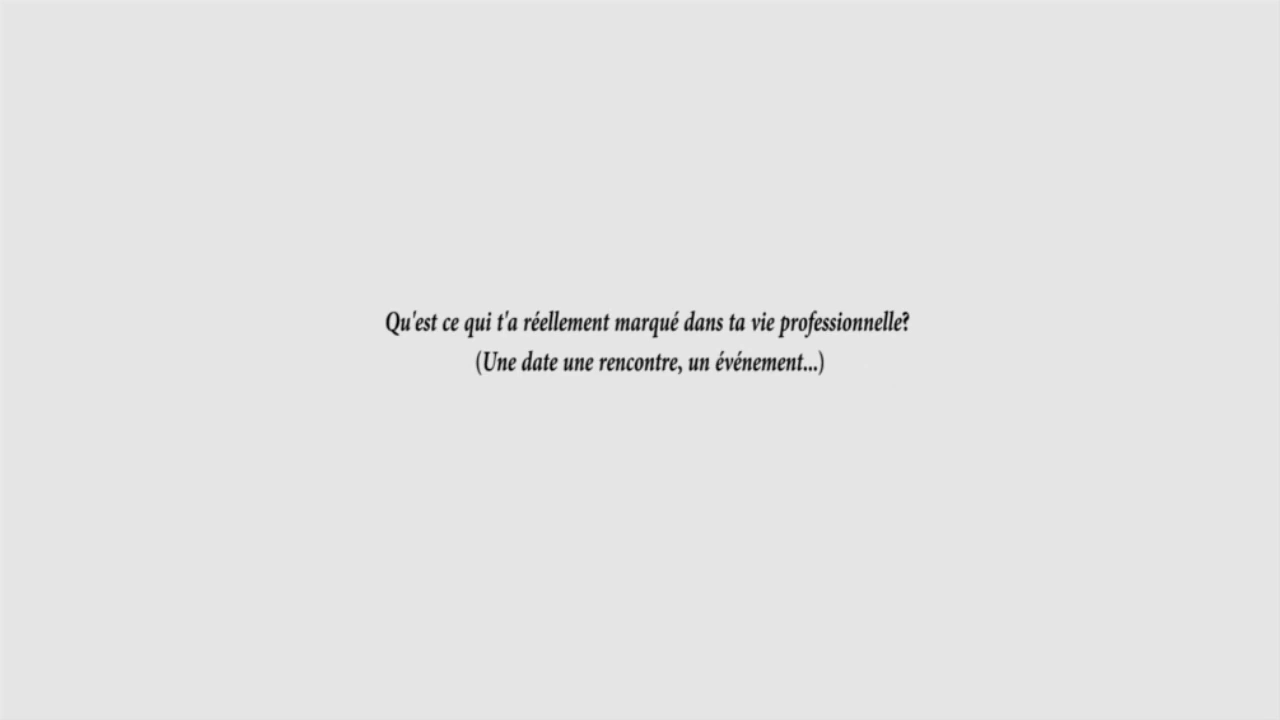 Qu'est ce qui t'a réellement marqué dans ta vie professionnelle?
(Une date une rencontre, un événement...)